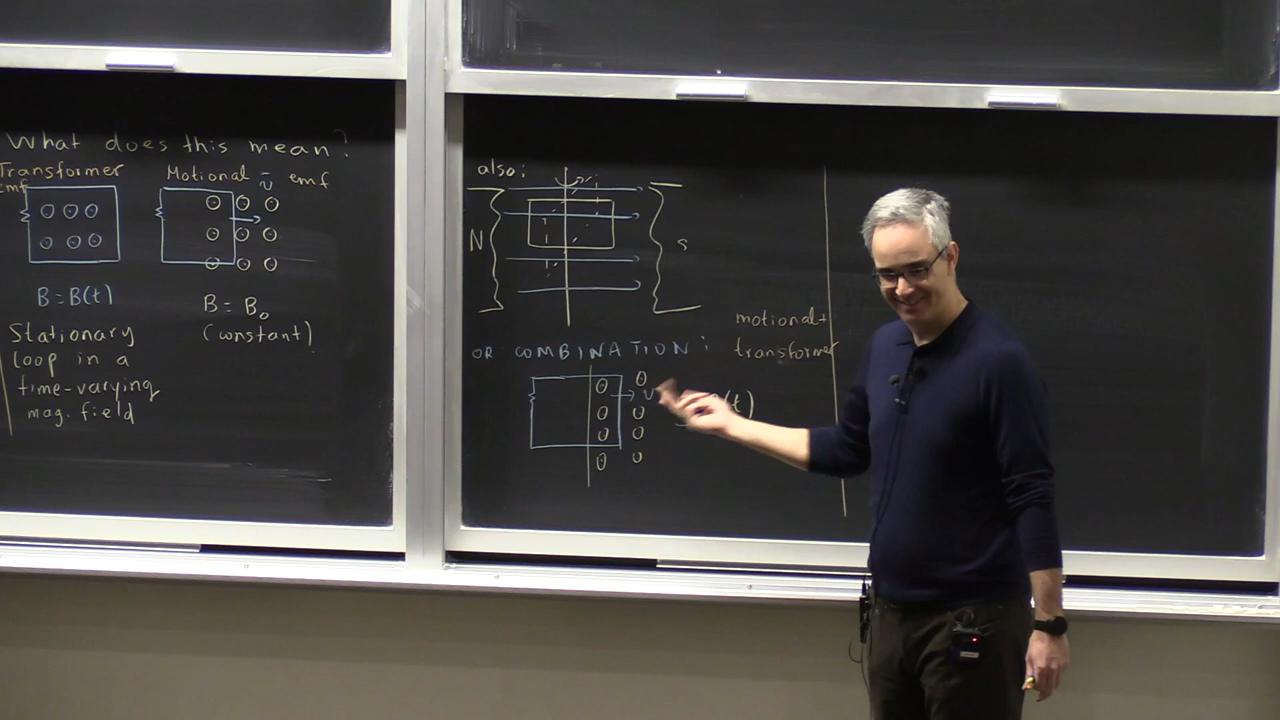 What does this mean?
Transformer
emf
Motional emf
v̄
B = B(t)
B = B₀
(constant)
Stationary
loop in a
time-varying
mag. field
also:
N
S
OR COMBINATION:
motional +
transformer
v
(t)